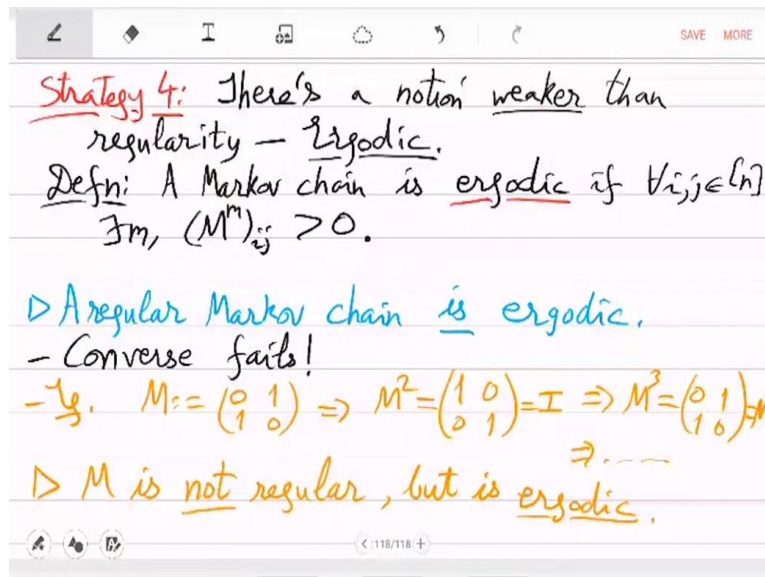 SAVE MORE
Strategy 4: There's a notion weaker than
regularity — Ergodic.
Defn: A Markov chain is ergodic if ∀i,j∈[n]
∃m, (M^m)_ij > 0.
▷ A regular Markov chain is ergodic.
- Converse fails!
- Eg. M := (0 1; 1 0) ⇒ M² = (1 0; 0 1) = I ⇒ M³ = (0 1; 1 0) = M
⇒ . ----
▷ M is not regular, but is ergodic.
< 118/118 +